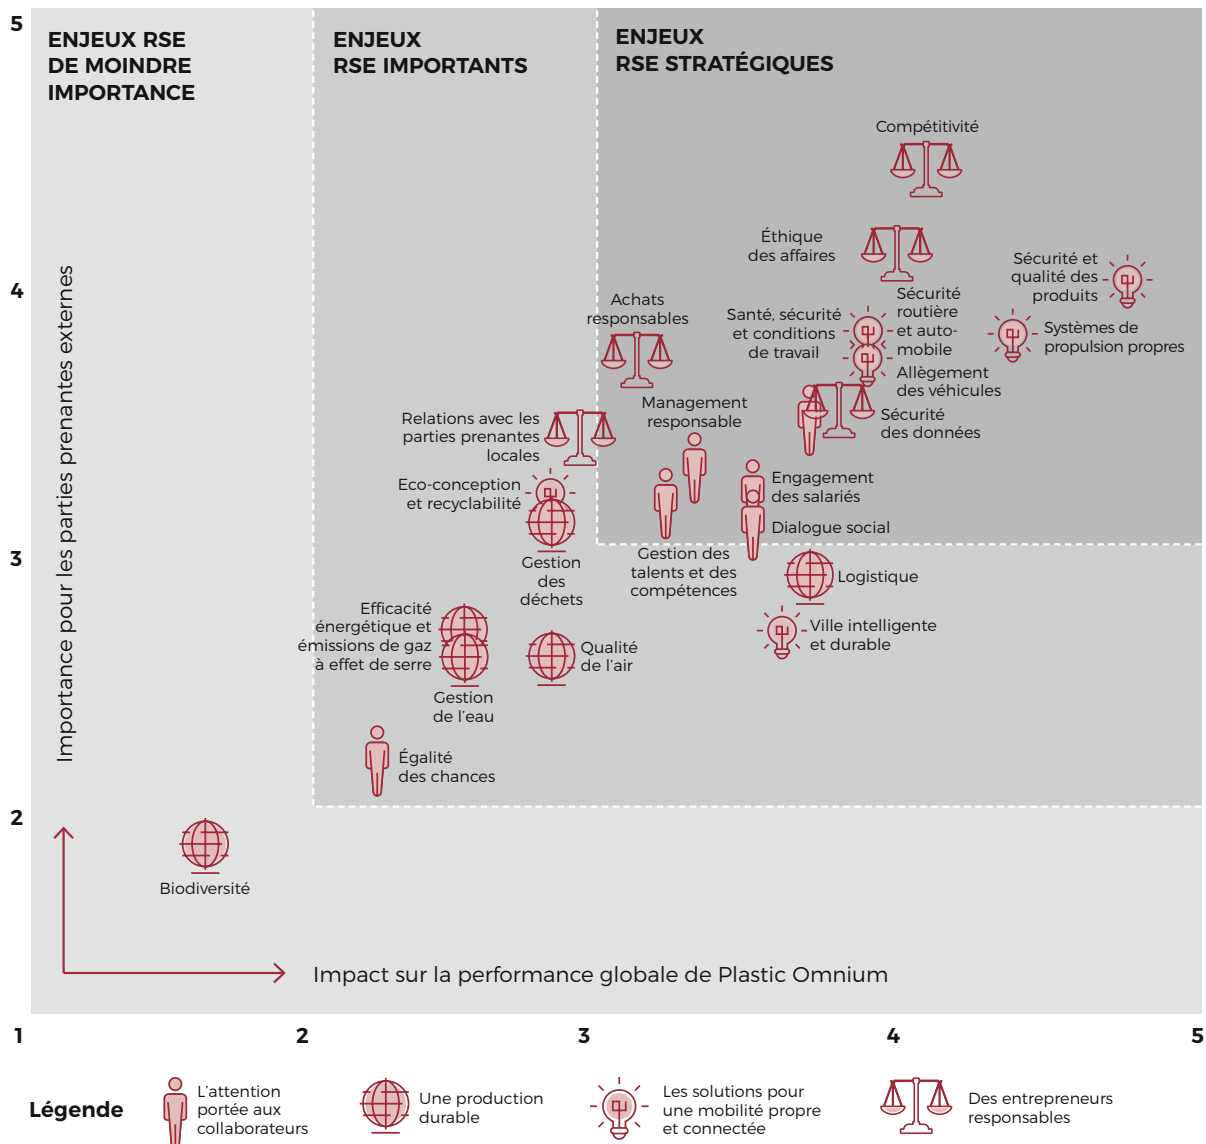 5
ENJEUX RSE
DE MOINDRE
IMPORTANCE
ENJEUX
RSE IMPORTANTS
ENJEUX
RSE STRATÉGIQUES
Compétitivité
Éthique
des affaires
Sécurité et
qualité des
produits
4
Achats
responsables
Santé, sécurité
et conditions
de travail
Sécurité
routière
et auto-
mobile
Systèmes de
propulsion propres
Allègement
des véhicules
Management
responsable
Sécurité
des données
Relations avec les
parties prenantes
locales
Eco-conception
et recyclabilité
Engagement
des salariés
Dialogue social
3
Gestion
des
déchets
Gestion des
talents et des
compétences
Logistique
Efficacité
énergétique et
émissions de gaz
à effet de serre
Ville intelligente
et durable
Qualité
de l'air
Gestion
de l'eau
Égalité
des chances
2
Biodiversité
Importance pour les parties prenantes externes
Impact sur la performance globale de Plastic Omnium
1
2
3
4
5
Légende
L'attention
portée aux
collaborateurs
Une production
durable
Les solutions pour
une mobilité propre
et connectée
Des entrepreneurs
responsables